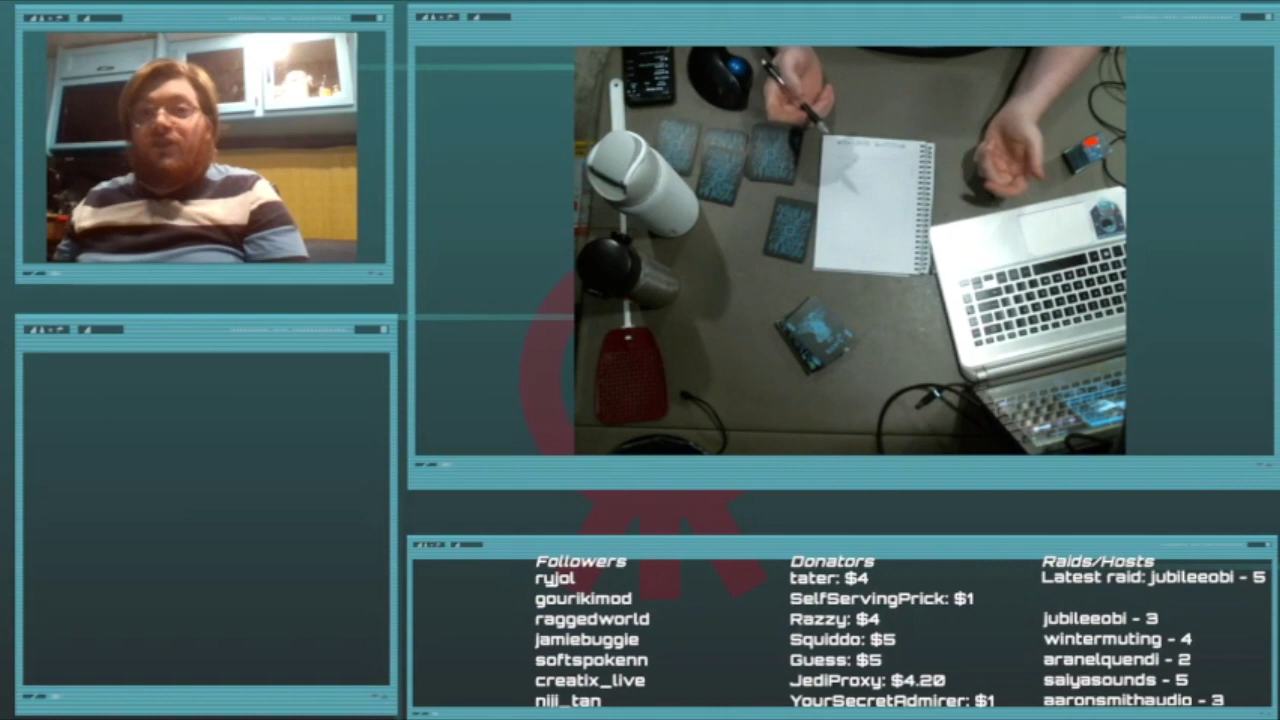 Followers
ryjol
gourikimod
raggedworld
jamiebuggie
softspokenn
creatix_live
niji_tan
Donators
tater: $4
SelfServingPrick: $1
Razzy: $4
Squiddo: $5
Guess: $5
JediProxy: $4.20
YourSecretAdmirer: $1
Raids/Hosts
Latest raid: jubileeobi - 5
jubileeobi - 3
wintermuting - 4
aranelquendi - 2
saiyasounds - 5
aaronsmithaudio - 3